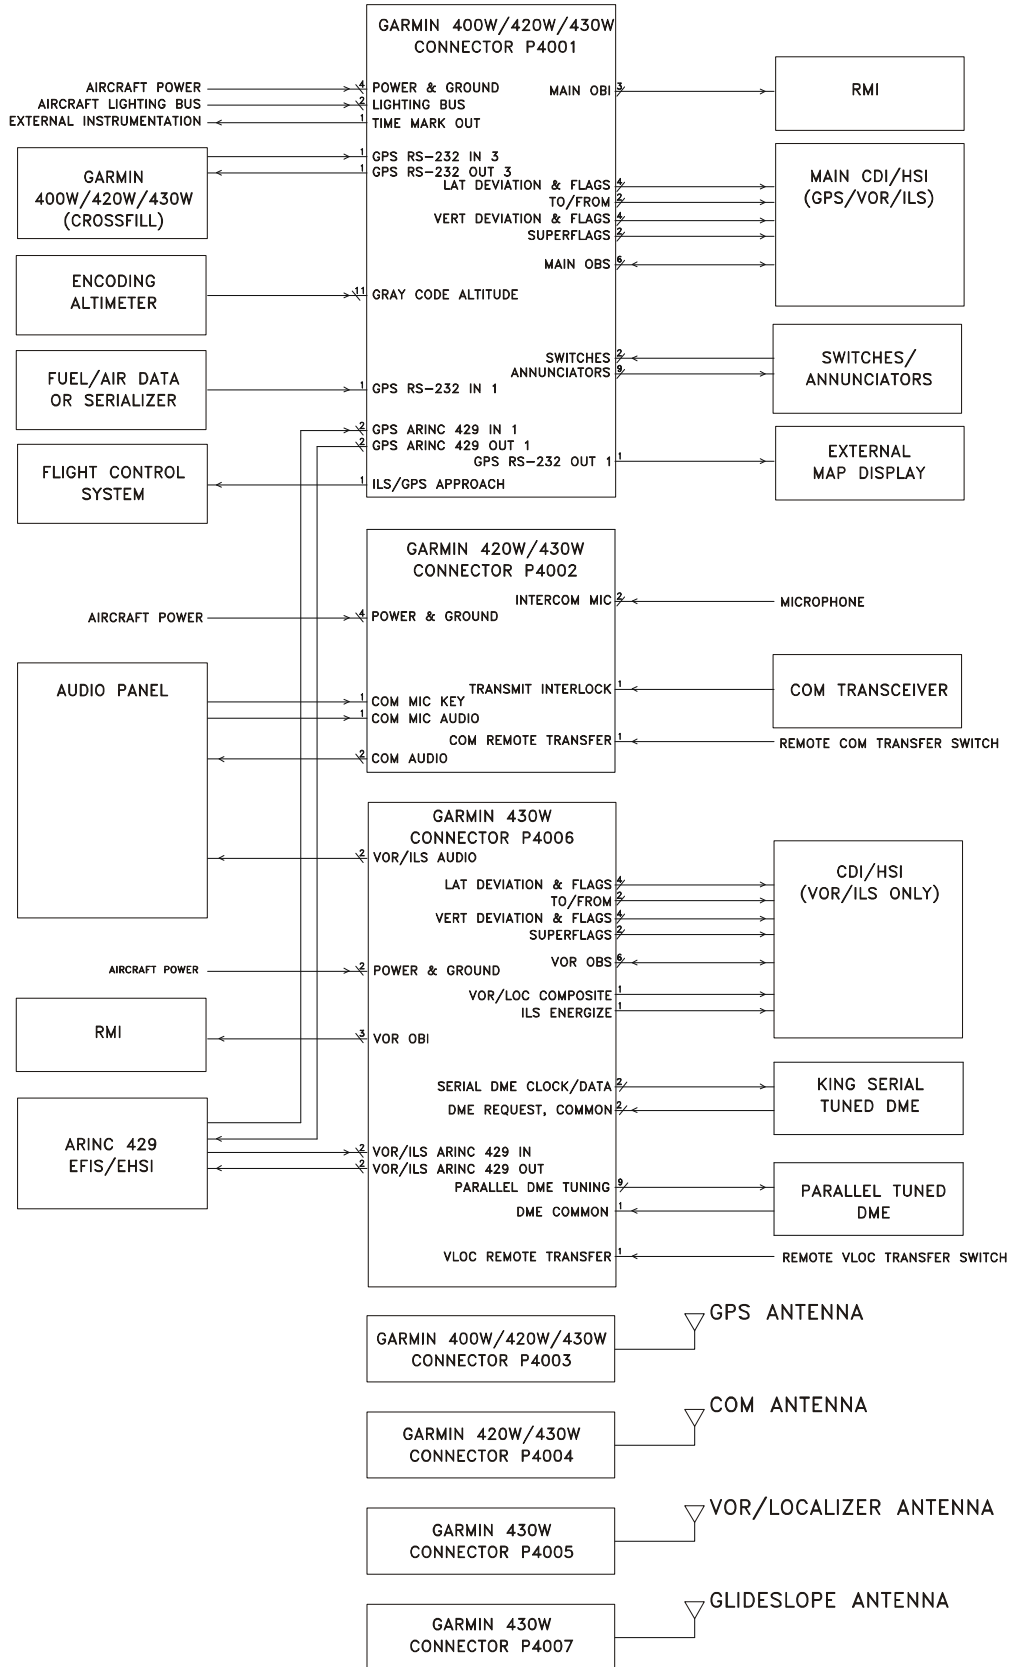 GARMIN 400W/420W/430W
CONNECTOR P4001
AIRCRAFT POWER
4
POWER & GROUND
AIRCRAFT LIGHTING BUS
2
LIGHTING BUS
EXTERNAL INSTRUMENTATION
1
TIME MARK OUT
MAIN OBI
3
RMI
GARMIN
400W/420W/430W
(CROSSFILL)
1
GPS RS-232 IN 3
1
GPS RS-232 OUT 3
LAT DEVIATION & FLAGS
4
TO/FROM
2
VERT DEVIATION & FLAGS
4
SUPERFLAGS
2
MAIN OBS
6
MAIN CDI/HSI
(GPS/VOR/ILS)
ENCODING
ALTIMETER
11
GRAY CODE ALTITUDE
SWITCHES
2
ANNUNCIATORS
9
SWITCHES/
ANNUNCIATORS
FUEL/AIR DATA
OR SERIALIZER
1
GPS RS-232 IN 1
2
GPS ARINC 429 IN 1
2
GPS ARINC 429 OUT 1
GPS RS-232 OUT 1
1
EXTERNAL
MAP DISPLAY
FLIGHT CONTROL
SYSTEM
1
ILS/GPS APPROACH
GARMIN 420W/430W
CONNECTOR P4002
INTERCOM MIC
2
MICROPHONE
AIRCRAFT POWER
4
POWER & GROUND
AUDIO PANEL
TRANSMIT INTERLOCK
1
COM TRANSCEIVER
1
COM MIC KEY
1
COM MIC AUDIO
COM REMOTE TRANSFER
1
REMOTE COM TRANSFER SWITCH
2
COM AUDIO
GARMIN 430W
CONNECTOR P4006
2
VOR/ILS AUDIO
LAT DEVIATION & FLAGS
4
TO/FROM
2
VERT DEVIATION & FLAGS
4
SUPERFLAGS
2
VOR OBS
6
VOR/LOC COMPOSITE
1
ILS ENERGIZE
1
CDI/HSI
(VOR/ILS ONLY)
AIRCRAFT POWER
2
POWER & GROUND
RMI
3
VOR OBI
SERIAL DME CLOCK/DATA
2
DME REQUEST, COMMON
2
KING SERIAL
TUNED DME
ARINC 429
EFIS/EHSI
2
VOR/ILS ARINC 429 IN
2
VOR/ILS ARINC 429 OUT
PARALLEL DME TUNING
9
DME COMMON
1
PARALLEL TUNED
DME
VLOC REMOTE TRANSFER
1
REMOTE VLOC TRANSFER SWITCH
GARMIN 400W/420W/430W
CONNECTOR P4003
GPS ANTENNA
GARMIN 420W/430W
CONNECTOR P4004
COM ANTENNA
GARMIN 430W
CONNECTOR P4005
VOR/LOCALIZER ANTENNA
GARMIN 430W
CONNECTOR P4007
GLIDESLOPE ANTENNA